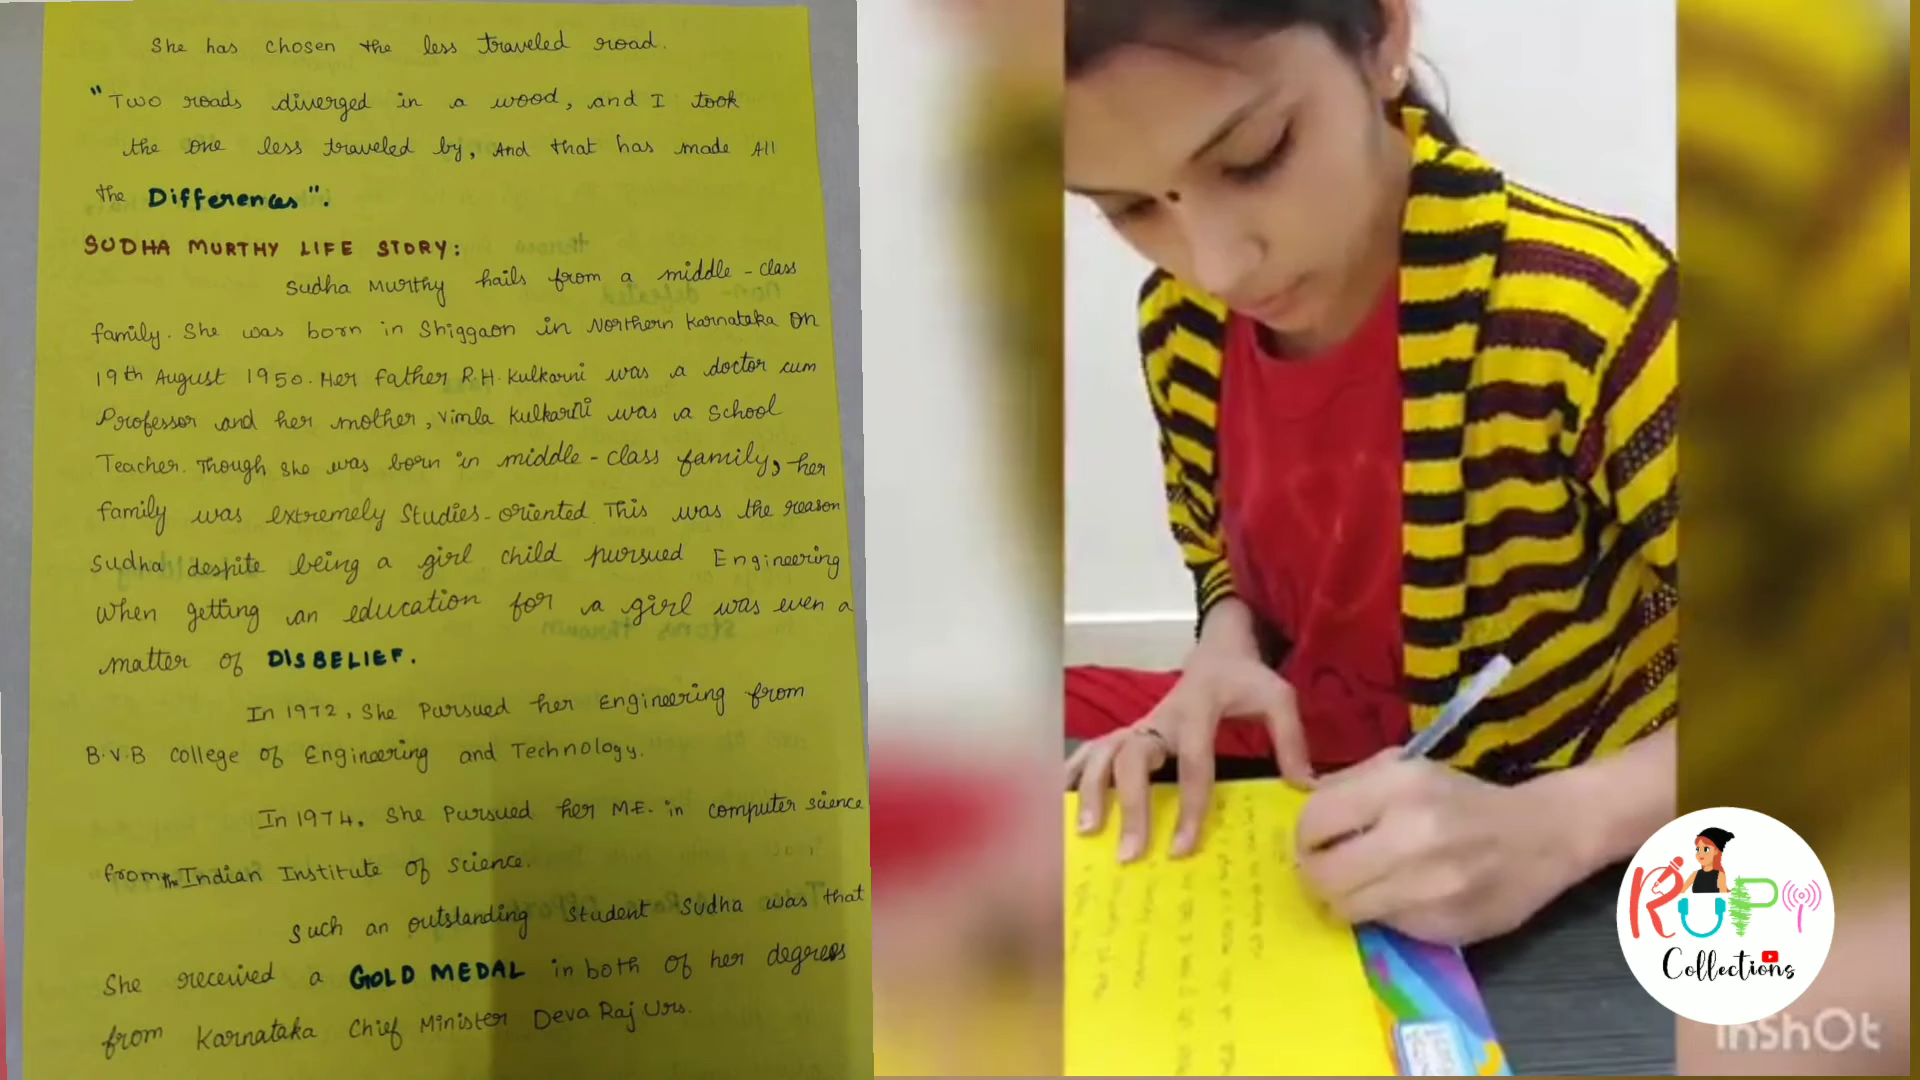 She has chosen the less traveled road.
"Two roads diverged in a wood, and I took
the one less traveled by, And that has made All
the Differences".
SUDHA MURTHY LIFE STORY:
Sudha Murthy hails from a middle-class
family. She was born in Shiggaon in Northern Karnataka on
19th August 1950. Her father R.H. Kulkarni was a doctor cum
Professor and her mother, Vimla Kulkarni was a School
Teacher. Though she was born in middle-class family, her
family was extremely Studies-oriented This was the reason
Sudha despite being a girl child pursued Engineering
When getting an education for a girl was even a
matter of DISBELIEF.
In 1972, She Pursued her Engineering from
B.V.B College of Engineering and Technology.
In 1974, She Pursued her M.E. in computer science
from the Indian Institute of Science.
Such an outstanding Student Sudha was that
She received a GOLD MEDAL in both of her degrees
from Karnataka Chief Minister Deva Raj Urs.
RUPI
Collections
InShOt